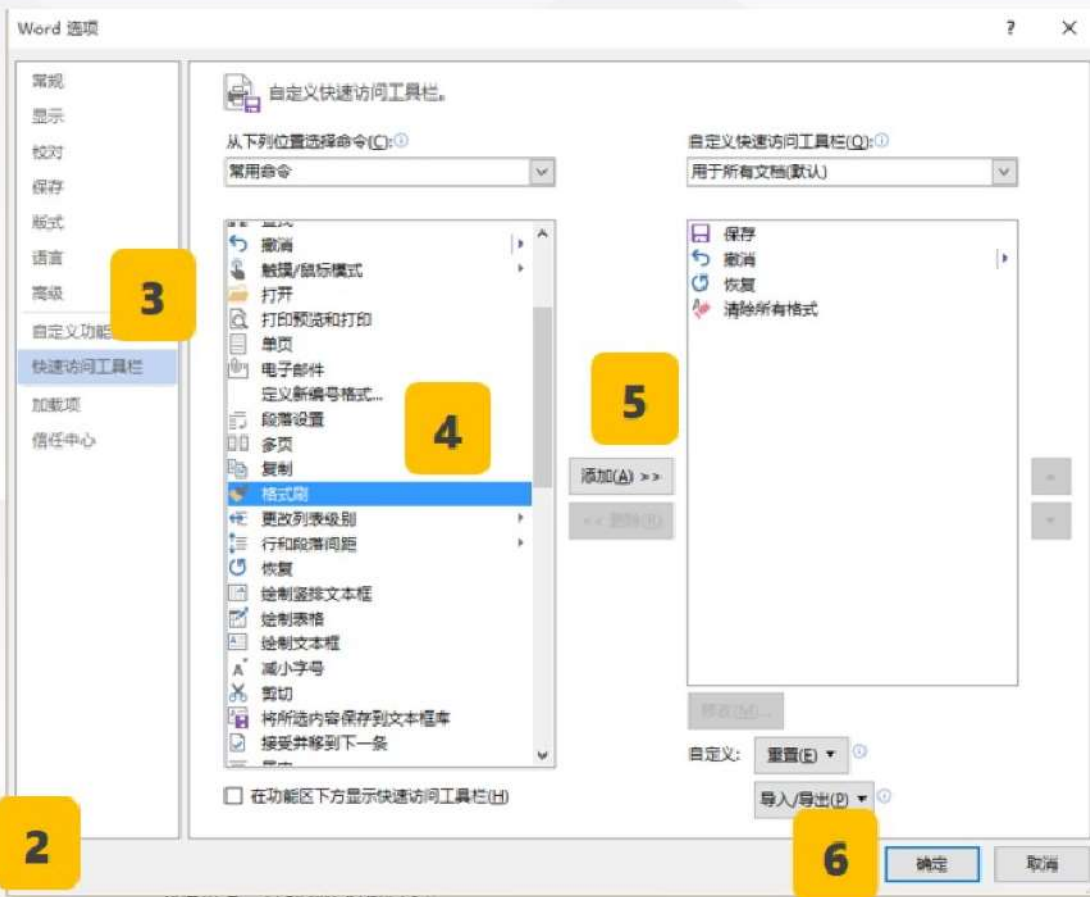 Word 选项
?
×
常规
显示
校对
保存
版式
语言
高级
自定义功能
快速访问工具栏
加载项
信任中心
3
2
自定义快速访问工具栏。
从下列位置选择命令(C):
常用命令
撤消
触摸/鼠标模式
打开
打印预览和打印
单页
电子邮件
定义新编号格式...
段落设置
多页
复制
格式刷
更改列表级别
行和段落间距
恢复
绘制竖排文本框
绘制表格
绘制文本框
减小字号
剪切
将所选内容保存到文本框库
接受并移到下一条
4
在功能区下方显示快速访问工具栏(H)
5
添加(A) >>
<< 删除(R)
自定义快速访问工具栏(Q):
用于所有文档(默认)
保存
撤消
恢复
清除所有格式
修改(M)...
自定义: 重置(E)
导入/导出(P)
6
确定
取消